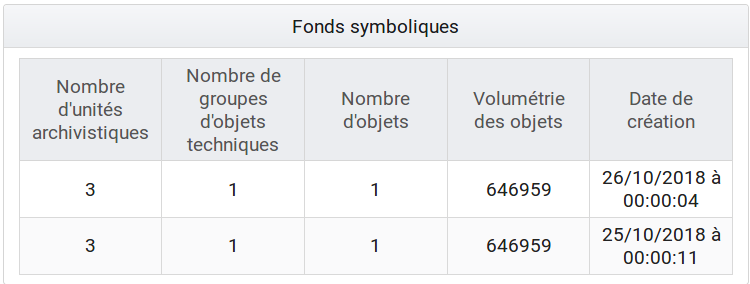 Fonds symboliques
Nombre
d'unités
archivistiques
Nombre de
groupes
d'objets
techniques
Nombre
d'objets
Volumétrie
des objets
Date de
création
3
1
1
646959
26/10/2018 à
00:00:04
3
1
1
646959
25/10/2018 à
00:00:11